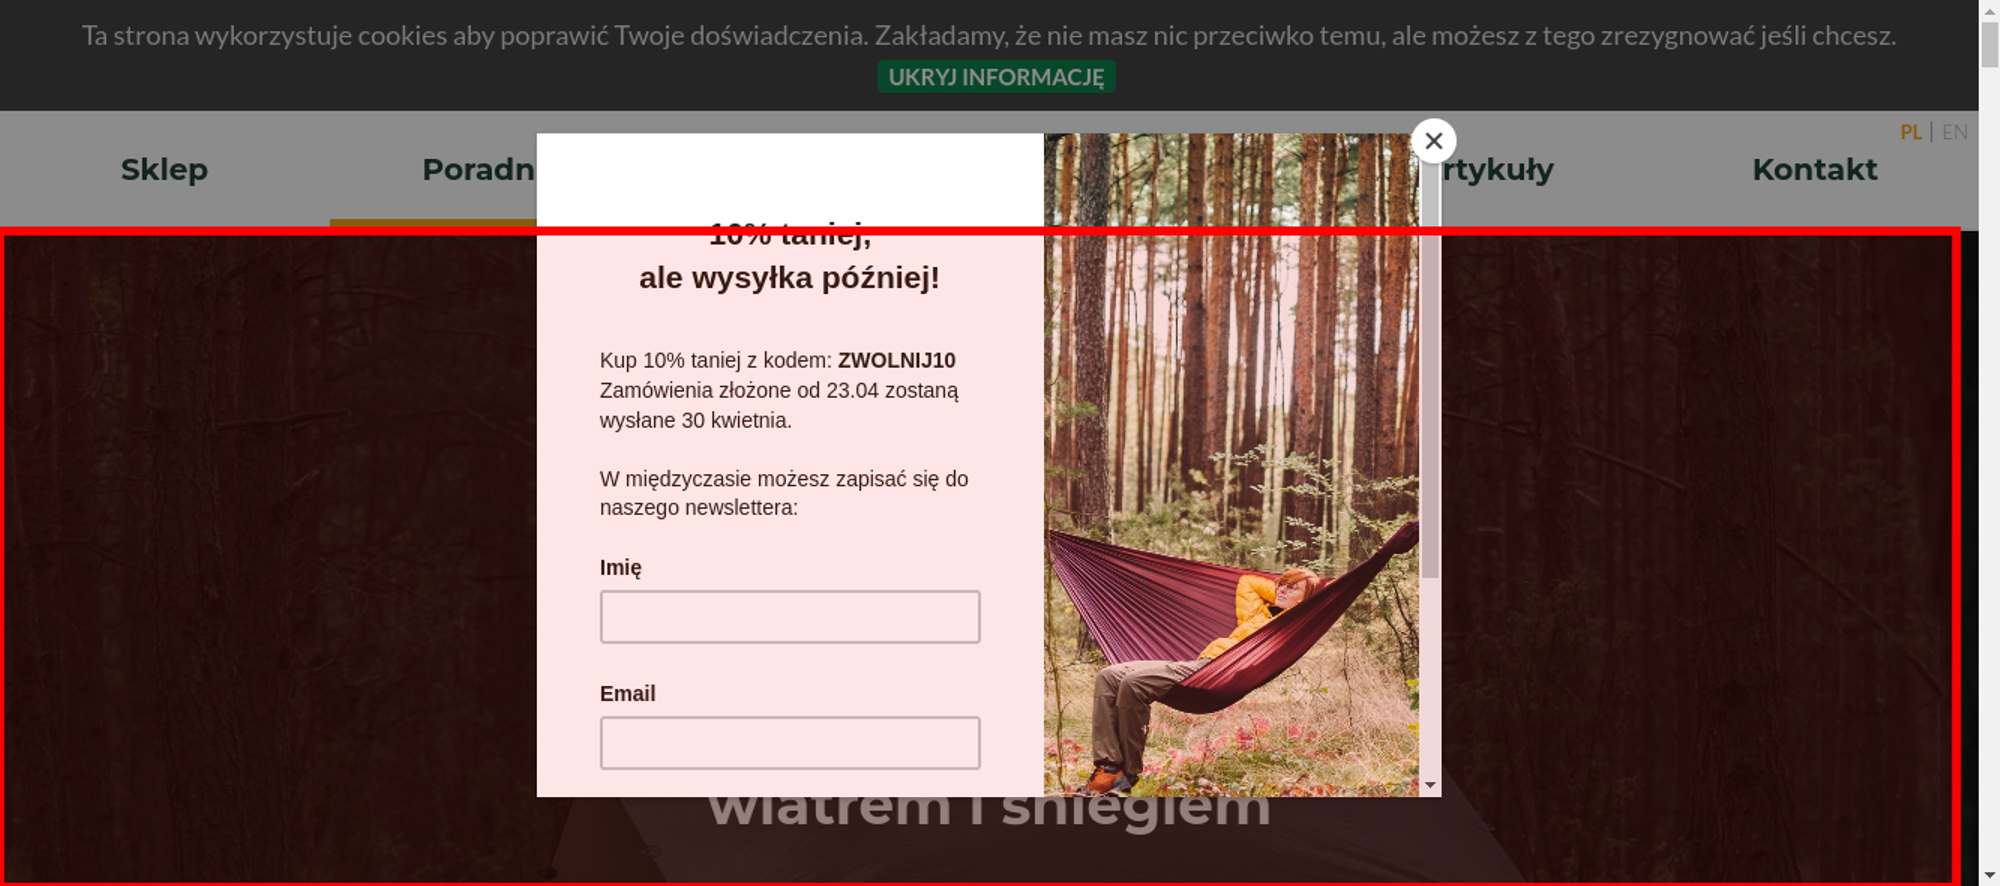 Ta strona wykorzystuje cookies aby poprawić Twoje doświadczenia. Zakładamy, że nie masz nic przeciwko temu, ale możesz z tego zrezygnować jeśli chcesz.
UKRYJ INFORMACJĘ
PL | EN
Sklep
Poradn
rtykuły
Kontakt
10% taniej,
ale wysyłka później!
Kup 10% taniej z kodem: ZWOLNIJ10
Zamówienia złożone od 23.04 zostaną
wysłane 30 kwietnia.
W międzyczasie możesz zapisać się do
naszego newslettera:
Imię
Email
wiatrem i śniegiem